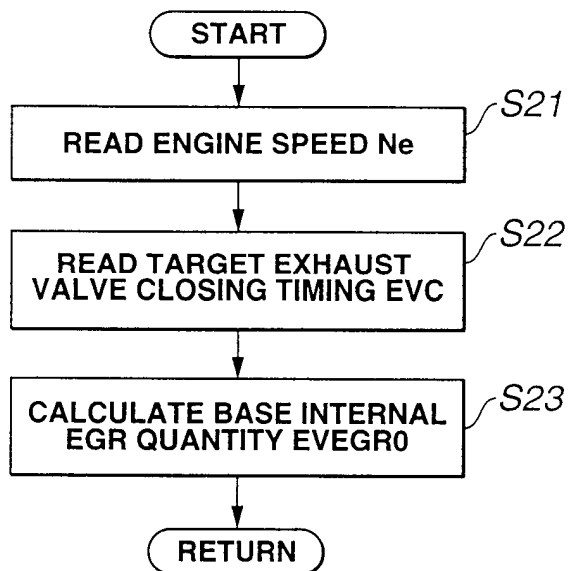 START
S21
READ ENGINE SPEED Ne
S22
READ TARGET EXHAUST
VALVE CLOSING TIMING EVC
S23
CALCULATE BASE INTERNAL
EGR QUANTITY EVEGR0
RETURN